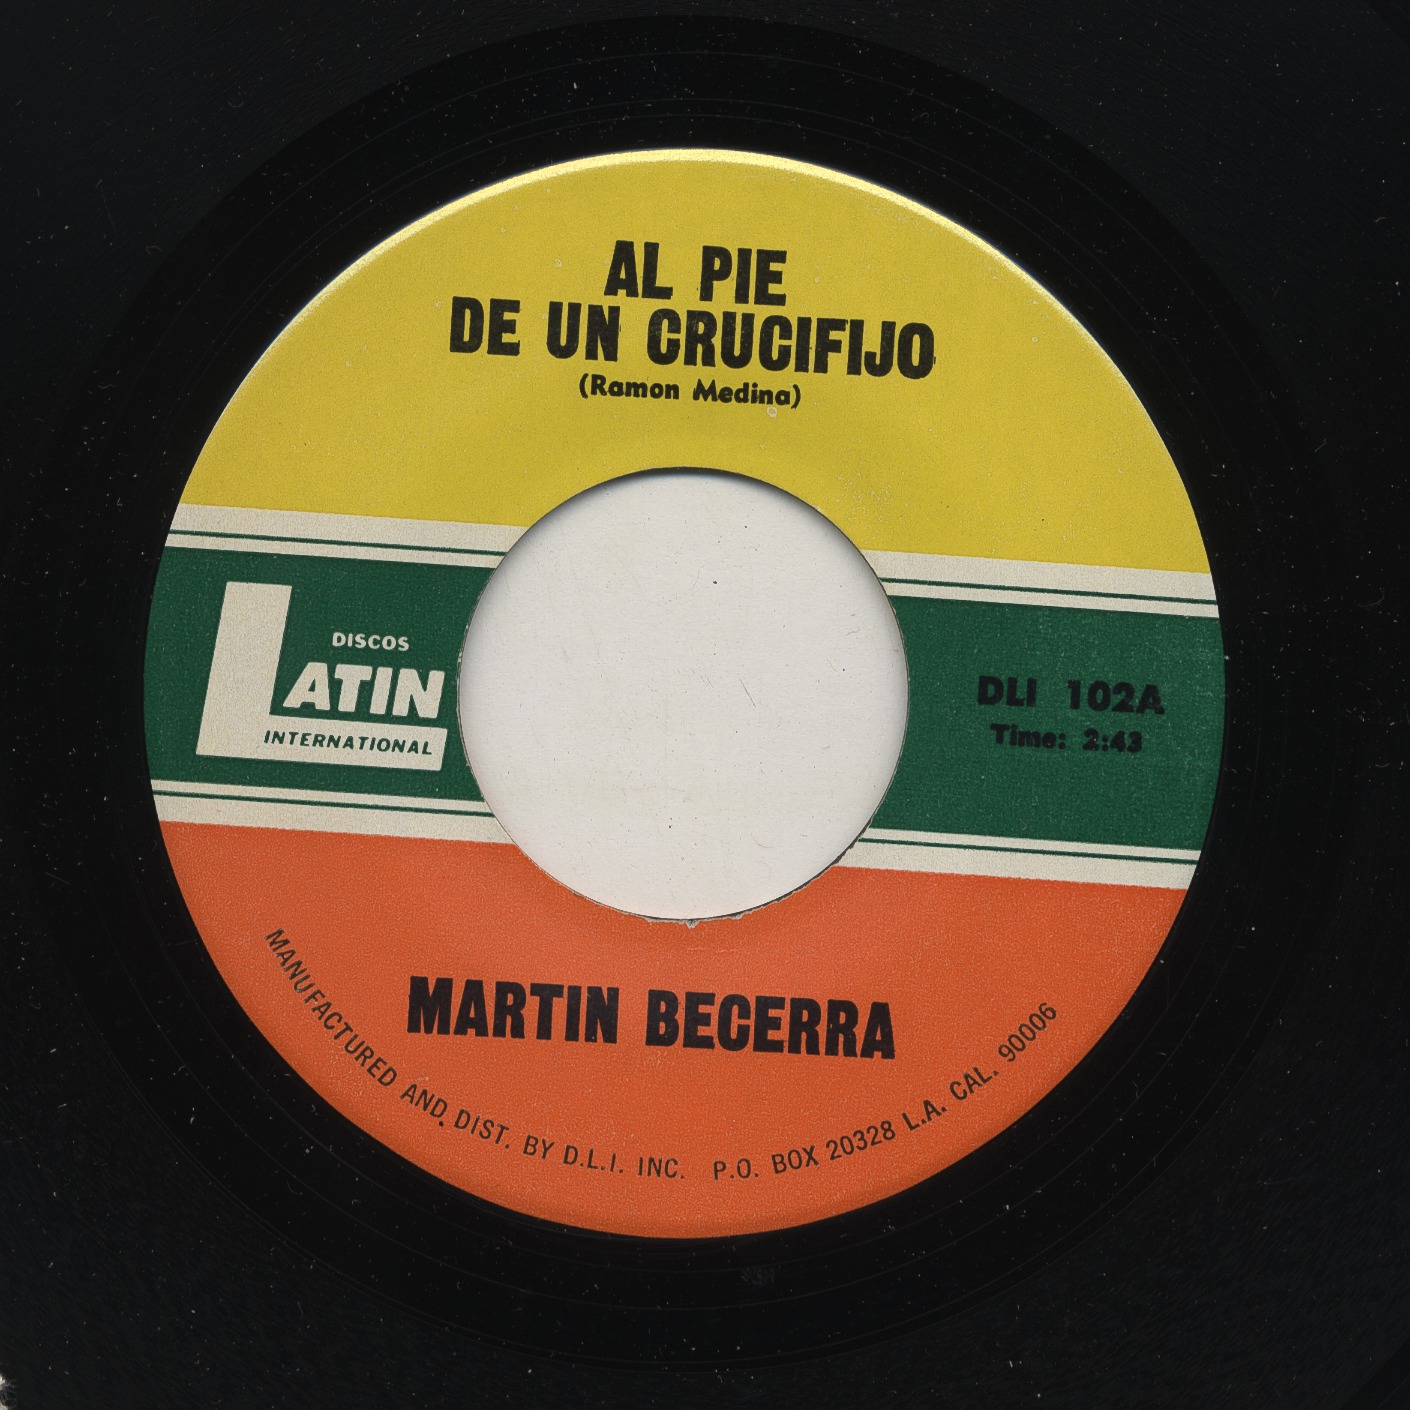 AL PIE
DE UN CRUCIFIJO
(Ramon Medina)
DISCOS
LATIN
INTERNATIONAL
DLI 102A
Time: 2:43
MARTIN BECERRA
MANUFACTURED AND DIST. BY D.L.I. INC. P.O. BOX 20328 L.A. CAL. 90006